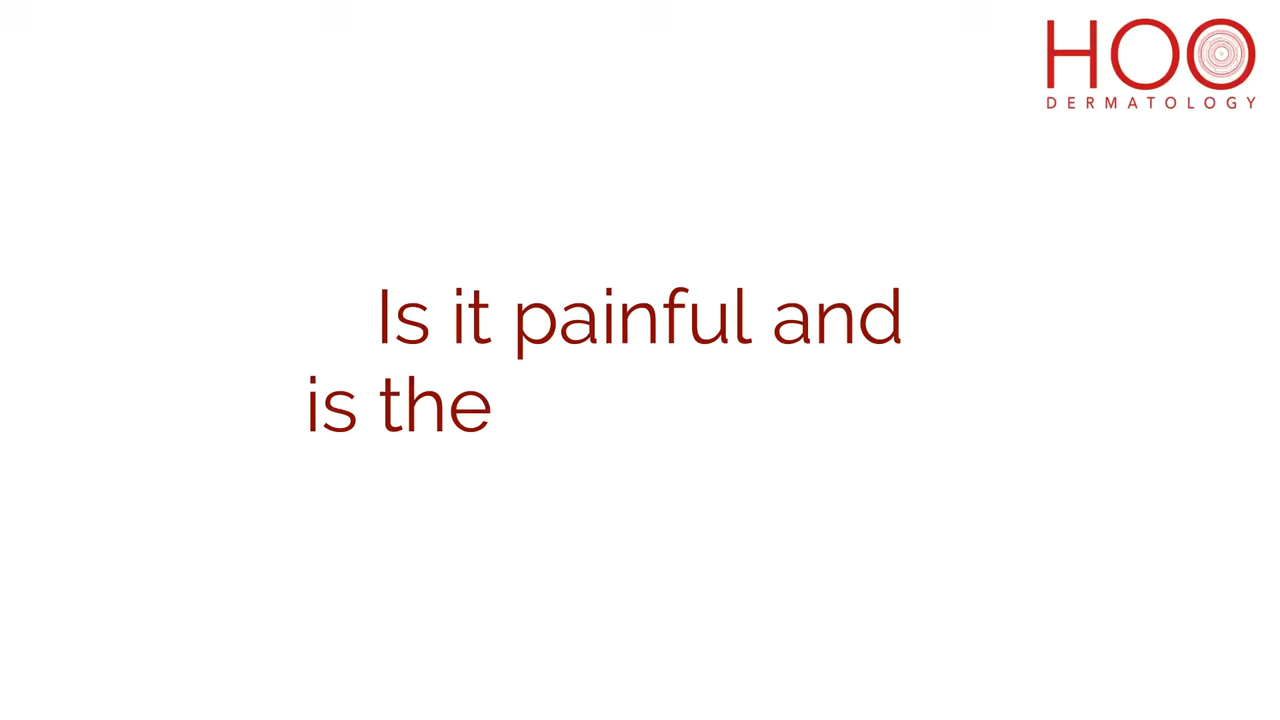 HOO
DERMATOLOGY
Is it painful and
is the